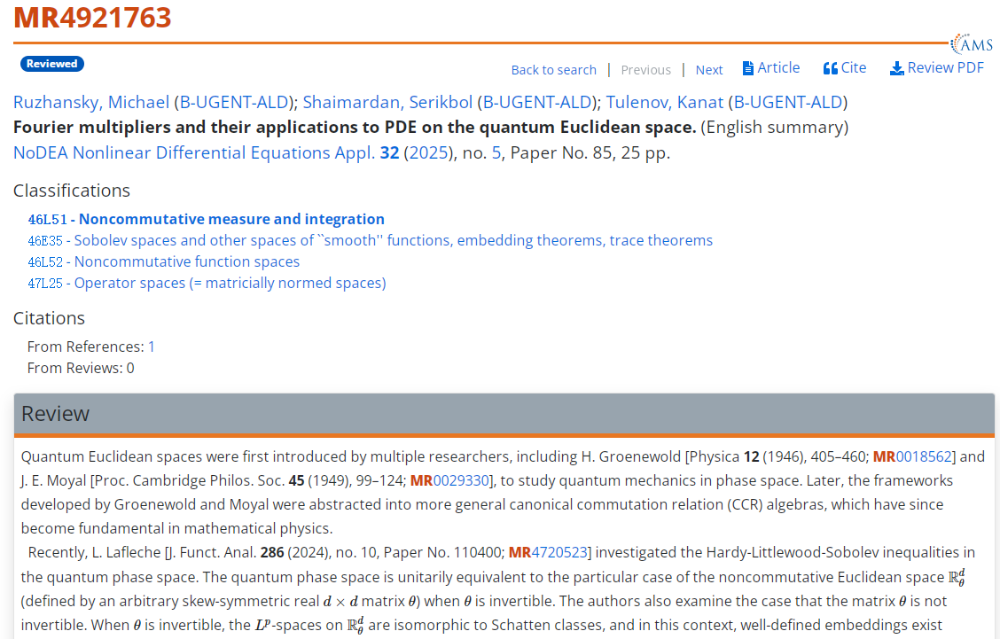 MR4921763
AMS
Reviewed
Back to search | Previous | Next Article Cite Review PDF
Ruzhansky, Michael (B-UGENT-ALD); Shaimardan, Serikbol (B-UGENT-ALD); Tulenov, Kanat (B-UGENT-ALD)
Fourier multipliers and their applications to PDE on the quantum Euclidean space. (English summary)
NoDEA Nonlinear Differential Equations Appl. 32 (2025), no. 5, Paper No. 85, 25 pp.
Classifications
46L51 - Noncommutative measure and integration
46E35 - Sobolev spaces and other spaces of ``smooth'' functions, embedding theorems, trace theorems
46L52 - Noncommutative function spaces
47L25 - Operator spaces (= matricially normed spaces)
Citations
From References: 1
From Reviews: 0
Review
Quantum Euclidean spaces were first introduced by multiple researchers, including H. Groenewold [Physica 12 (1946), 405–460; MR0018562] and
J. E. Moyal [Proc. Cambridge Philos. Soc. 45 (1949), 99–124; MR0029330], to study quantum mechanics in phase space. Later, the frameworks
developed by Groenewold and Moyal were abstracted into more general canonical commutation relation (CCR) algebras, which have since
become fundamental in mathematical physics.
Recently, L. Lafleche [J. Funct. Anal. 286 (2024), no. 10, Paper No. 110400; MR4720523] investigated the Hardy-Littlewood-Sobolev inequalities in
the quantum phase space. The quantum phase space is unitarily equivalent to the particular case of the noncommutative Euclidean space ℝ^d_θ
(defined by an arbitrary skew-symmetric real d × d matrix θ) when θ is invertible. The authors also examine the case that the matrix θ is not
invertible. When θ is invertible, the L^p-spaces on ℝ^d_θ are isomorphic to Schatten classes, and in this context, well-defined embeddings exist